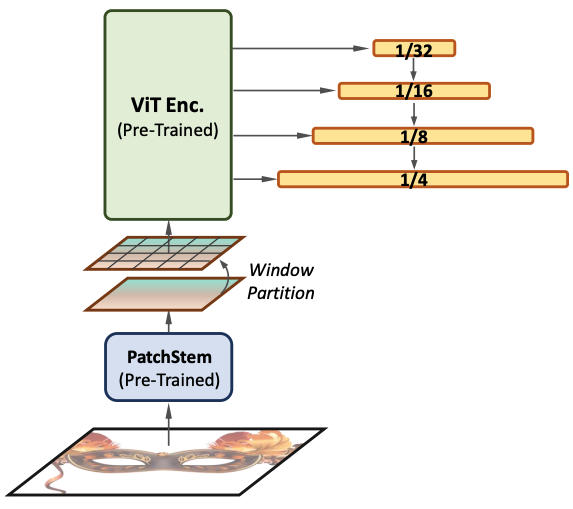 ViT Enc.
(Pre-Trained)
1/32
1/16
1/8
1/4
Window
Partition
PatchStem
(Pre-Trained)